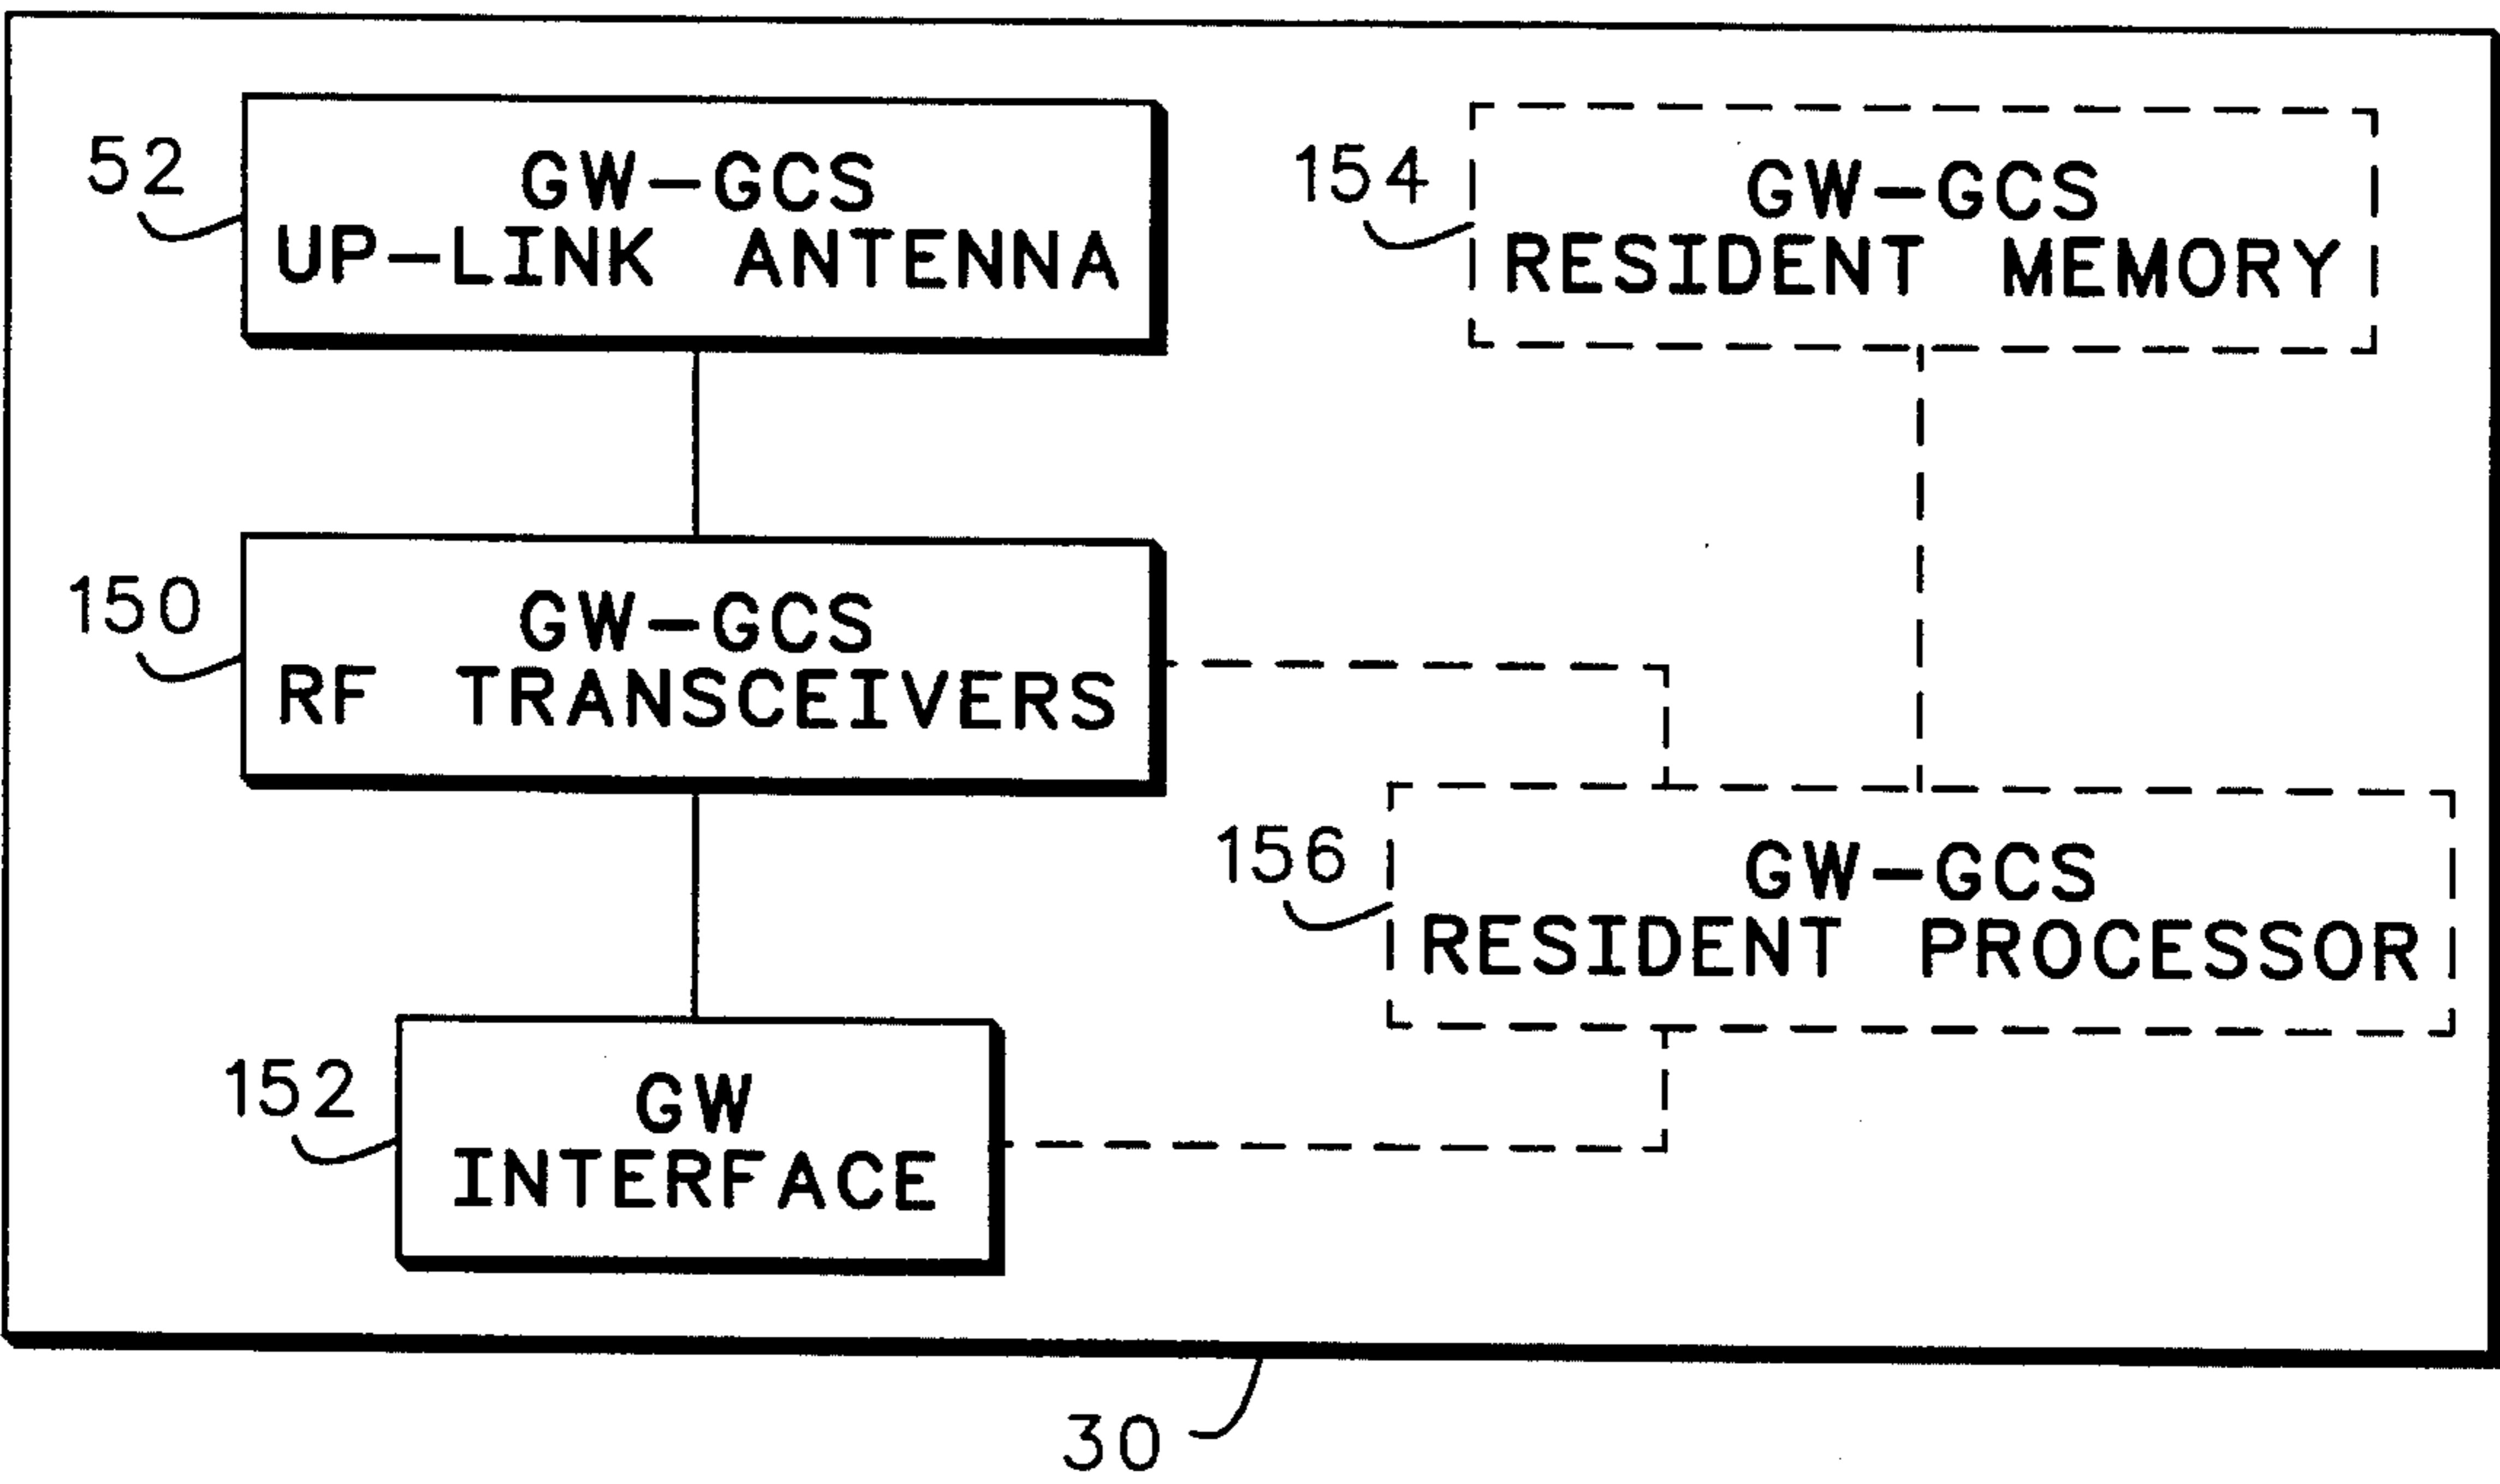 52
GW-GCS
UP-LINK ANTENNA
154
GW-GCS
RESIDENT MEMORY
150
GW-GCS
RF TRANSCEIVERS
156
GW-GCS
RESIDENT PROCESSOR
152
GW
INTERFACE
30